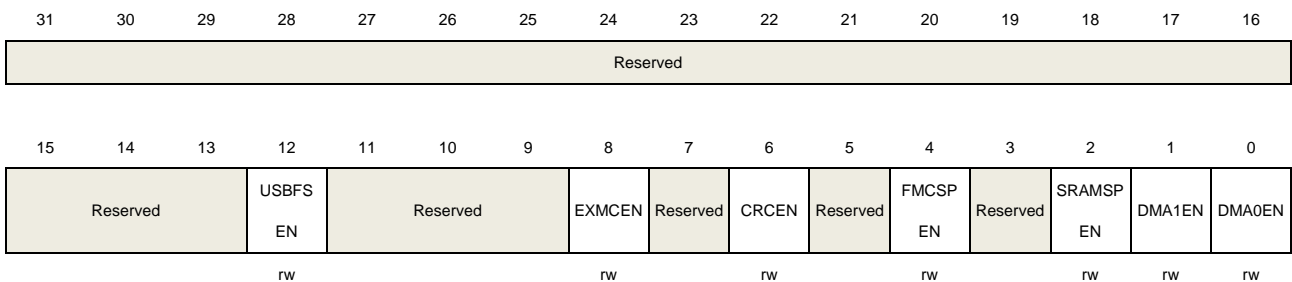 31 30 29 28 27 26 25 24 23 22 21 20 19 18 17 16
Reserved
15 14 13 12 11 10 9 8 7 6 5 4 3 2 1 0
Reserved USBFS EN Reserved EXMCEN Reserved CRCEN Reserved FMCSP EN Reserved SRAMSP EN DMA1EN DMA0EN
rw rw rw rw rw rw rw